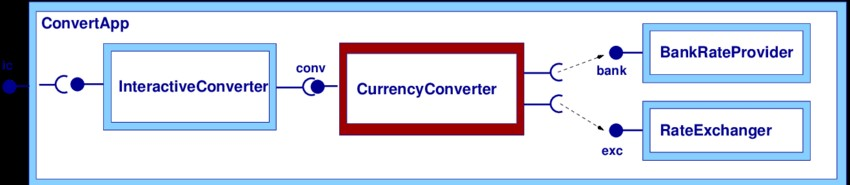 ConvertApp
ic
InteractiveConverter
conv
CurrencyConverter
bank
BankRateProvider
exc
RateExchanger